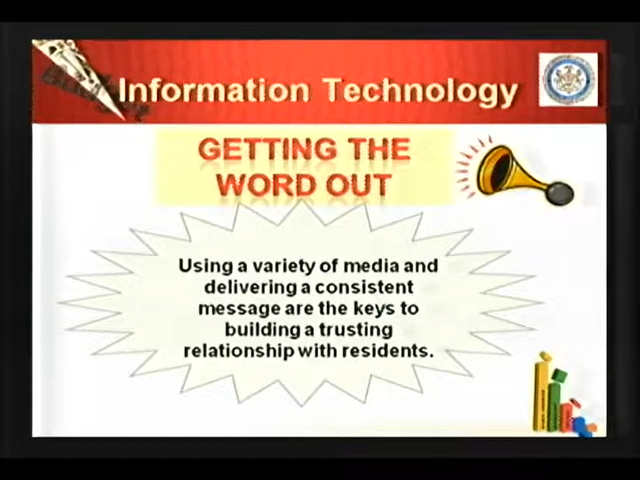 Information Technology
GETTING THE
WORD OUT
Using a variety of media and
delivering a consistent
message are the keys to
building a trusting
relationship with residents.